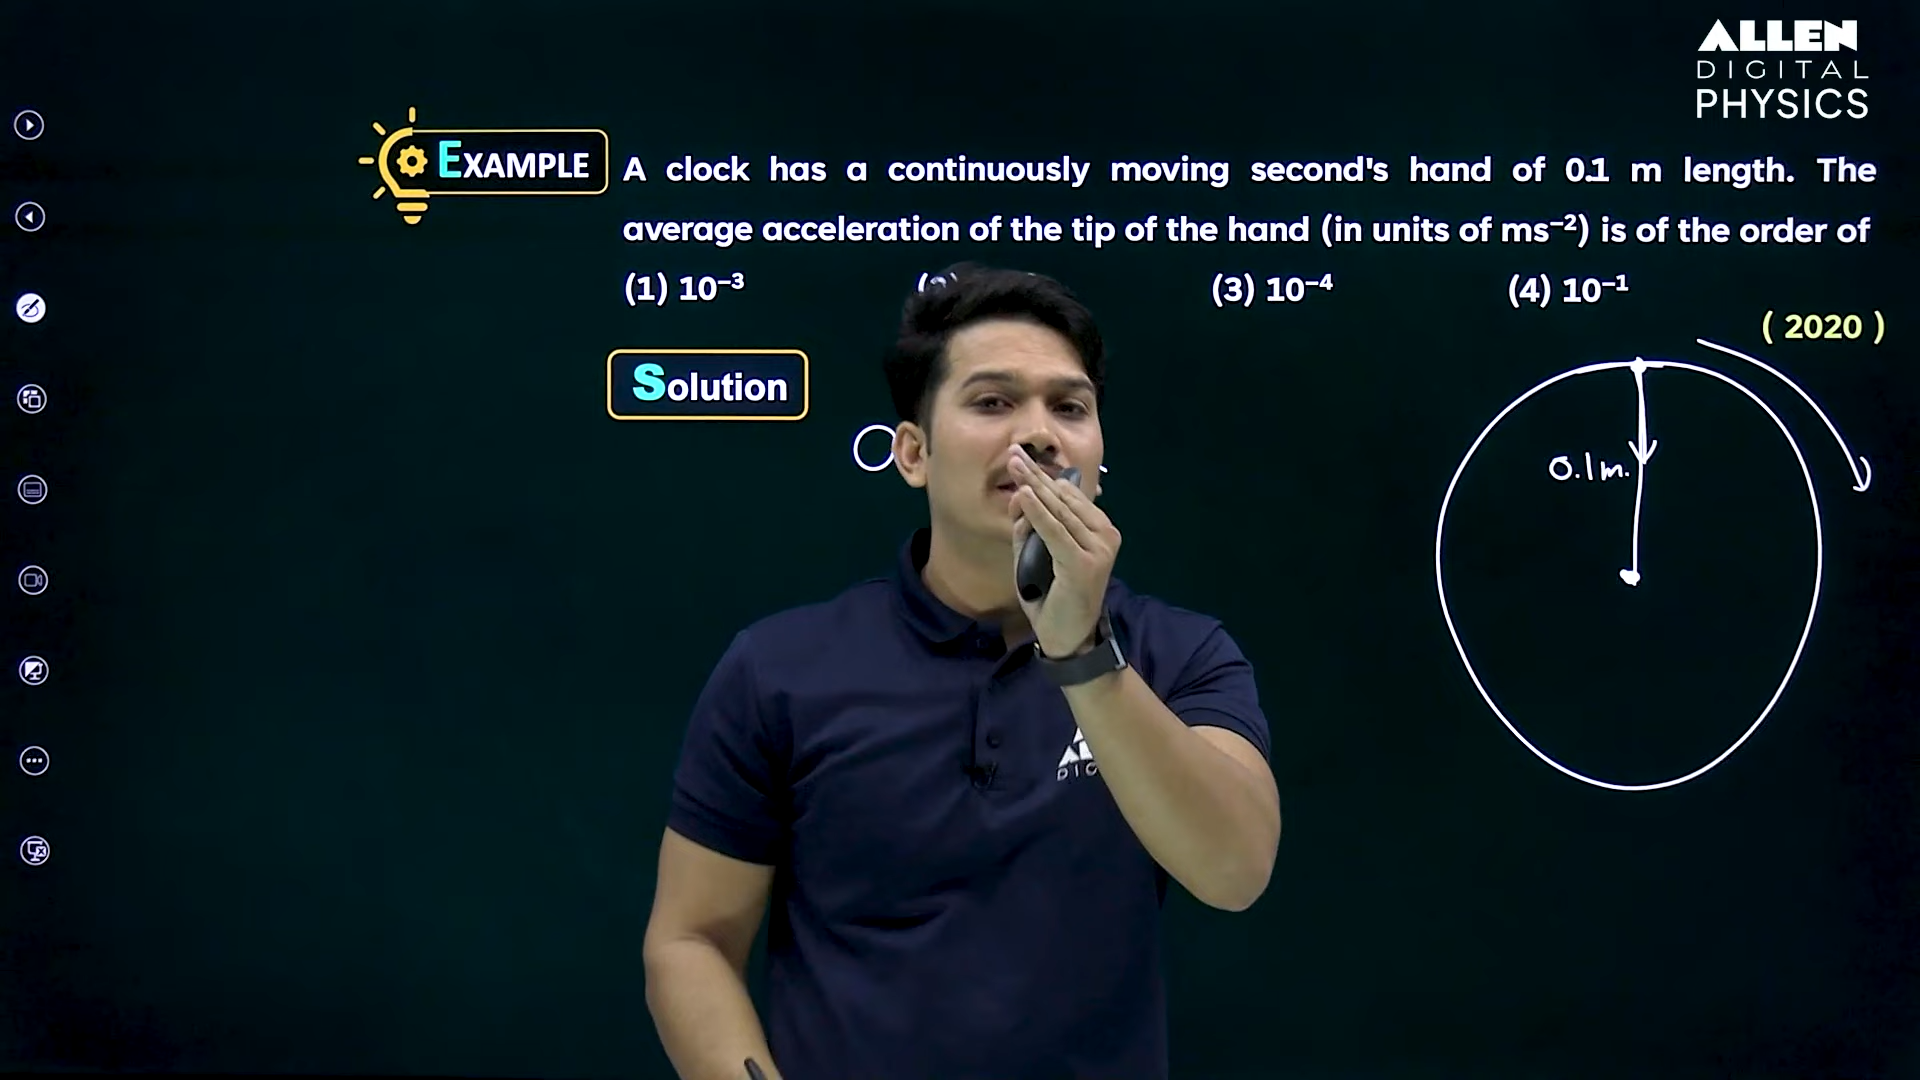 ALLEN
DIGITAL
PHYSICS
EXAMPLE
A clock has a continuously moving second's hand of 0.1 m length. The
average acceleration of the tip of the hand (in units of ms⁻²) is of the order of
(1) 10⁻³ (3) 10⁻⁴ (4) 10⁻¹
( 2020 )
Solution
0.1m.